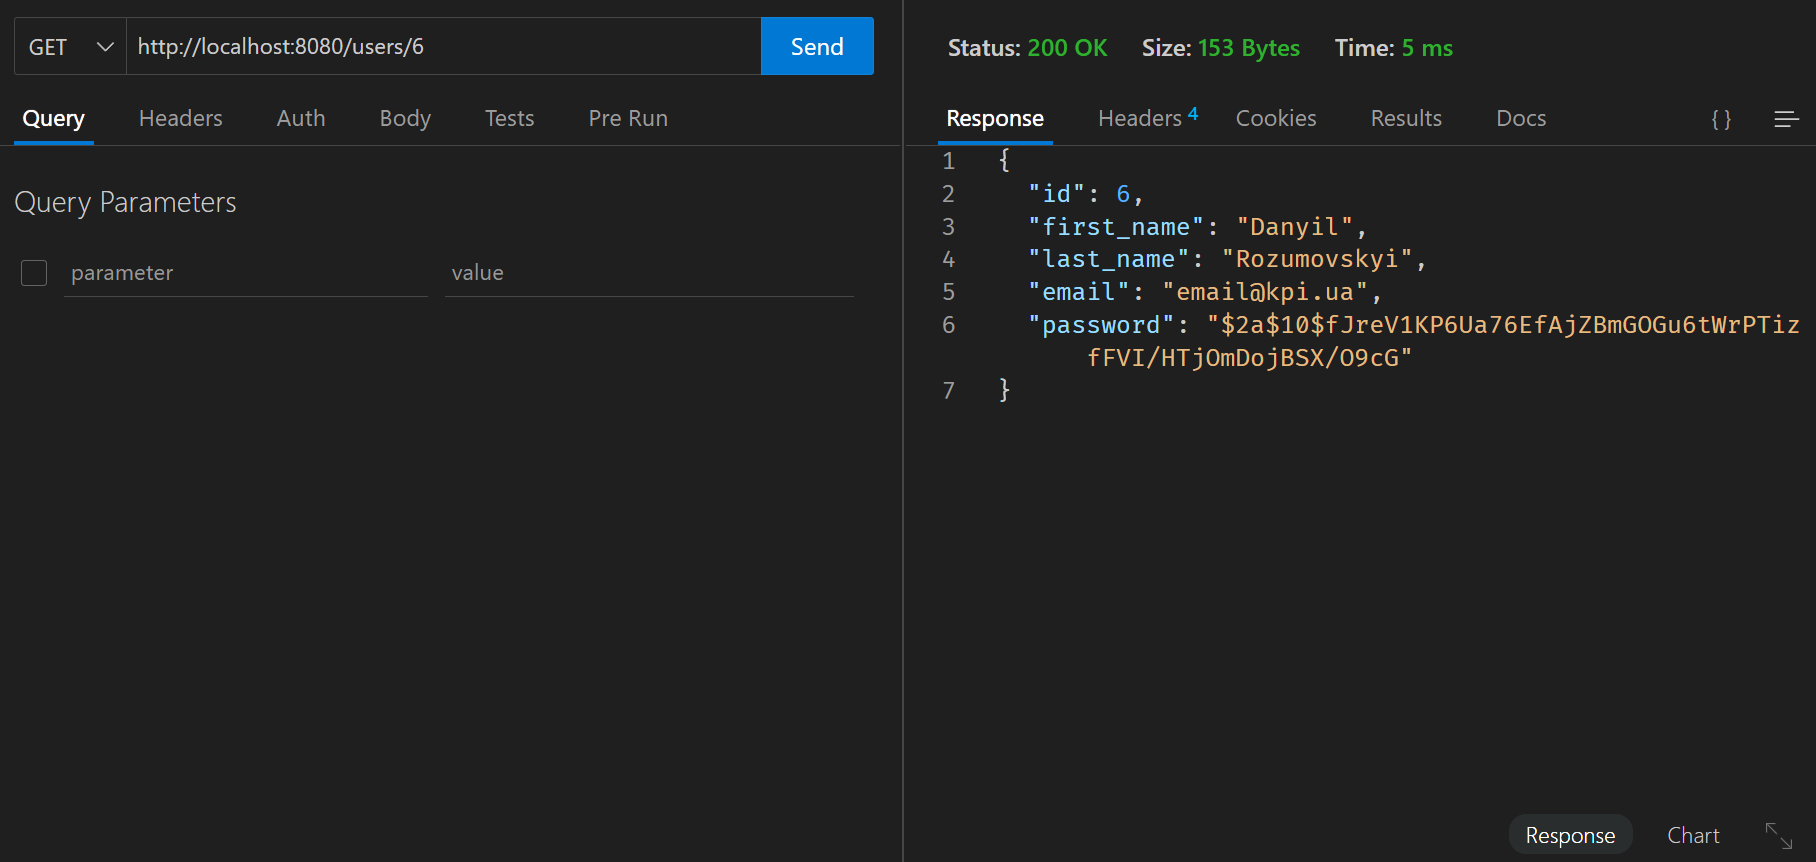 GET
http://localhost:8080/users/6
Send
Query
Headers
Auth
Body
Tests
Pre Run
Query Parameters
parameter
value
Status: 200 OK
Size: 153 Bytes
Time: 5 ms
Response
Headers 4
Cookies
Results
Docs
{ }
1 {
2 "id": 6,
3 "first_name": "Danyil",
4 "last_name": "Rozumovskyi",
5 "email": "email@kpi.ua",
6 "password": "$2a$10$fJreV1KP6Ua76EfAjZBmGOGu6tWrPTiz
fFVI/HTjOmDojBSX/O9cG"
7 }
Response
Chart